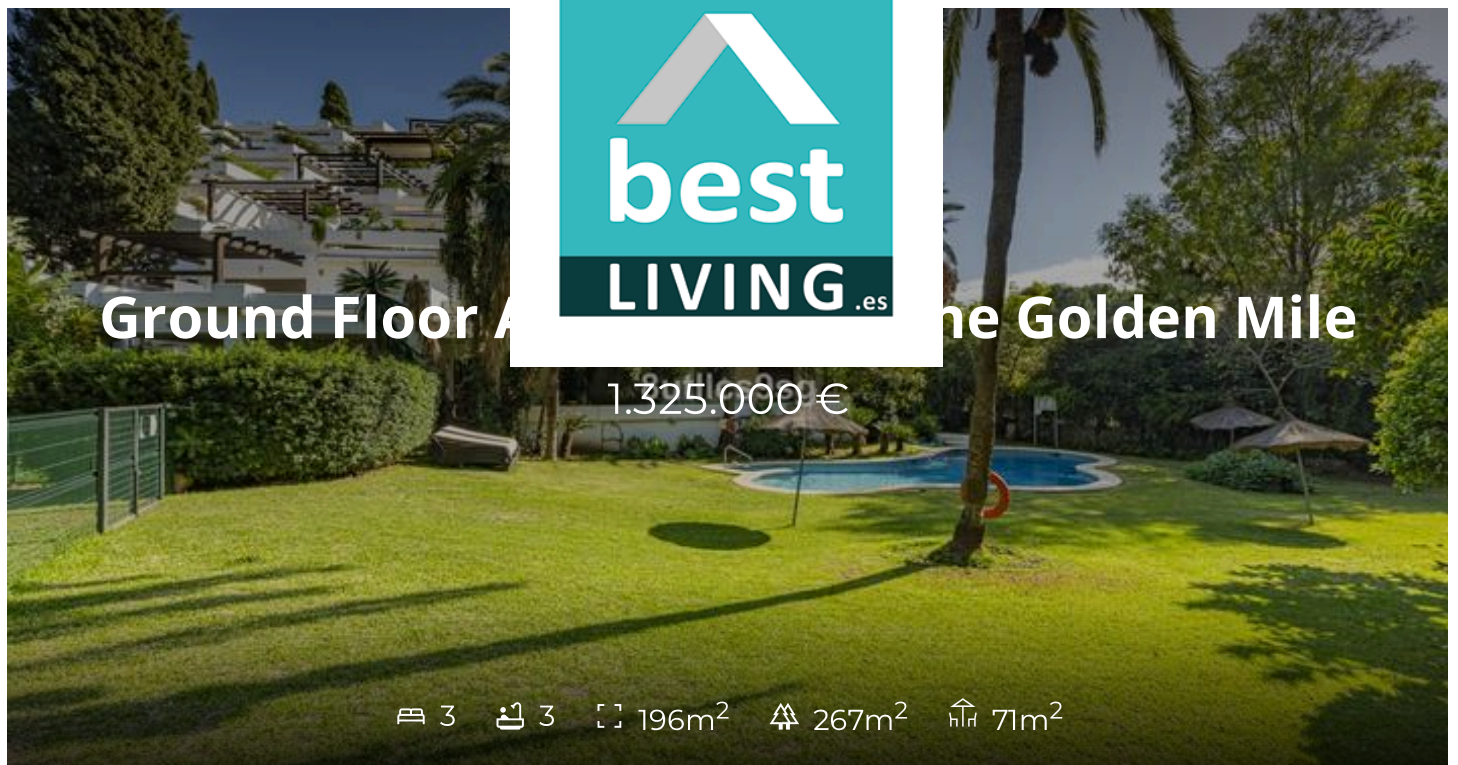 best
LIVING.es
Ground Floor A he Golden Mile
1.325.000 €
3 3 196m² 267m² 71m²